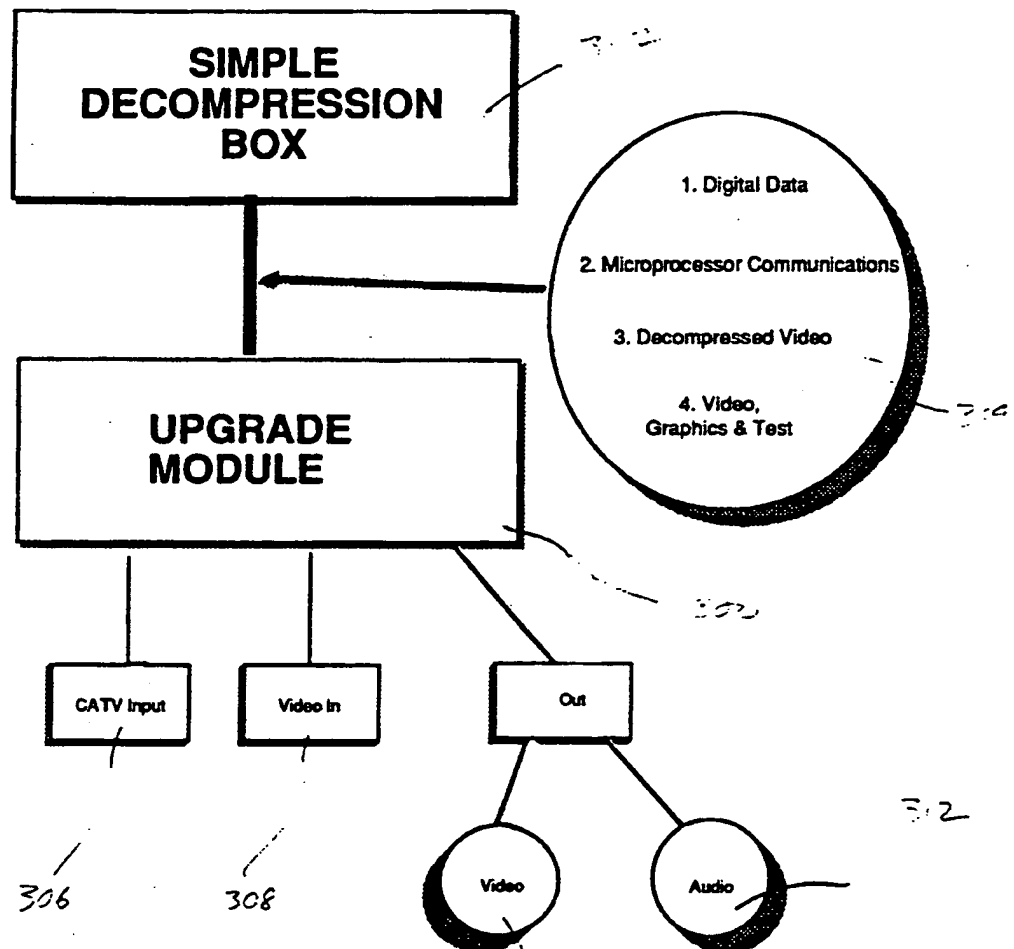 SIMPLE
DECOMPRESSION
BOX
1. Digital Data
2. Microprocessor Communications
3. Decompressed Video
4. Video,
Graphics & Test
UPGRADE
MODULE
CATV Input
Video In
Out
312
306
308
Video
Audio